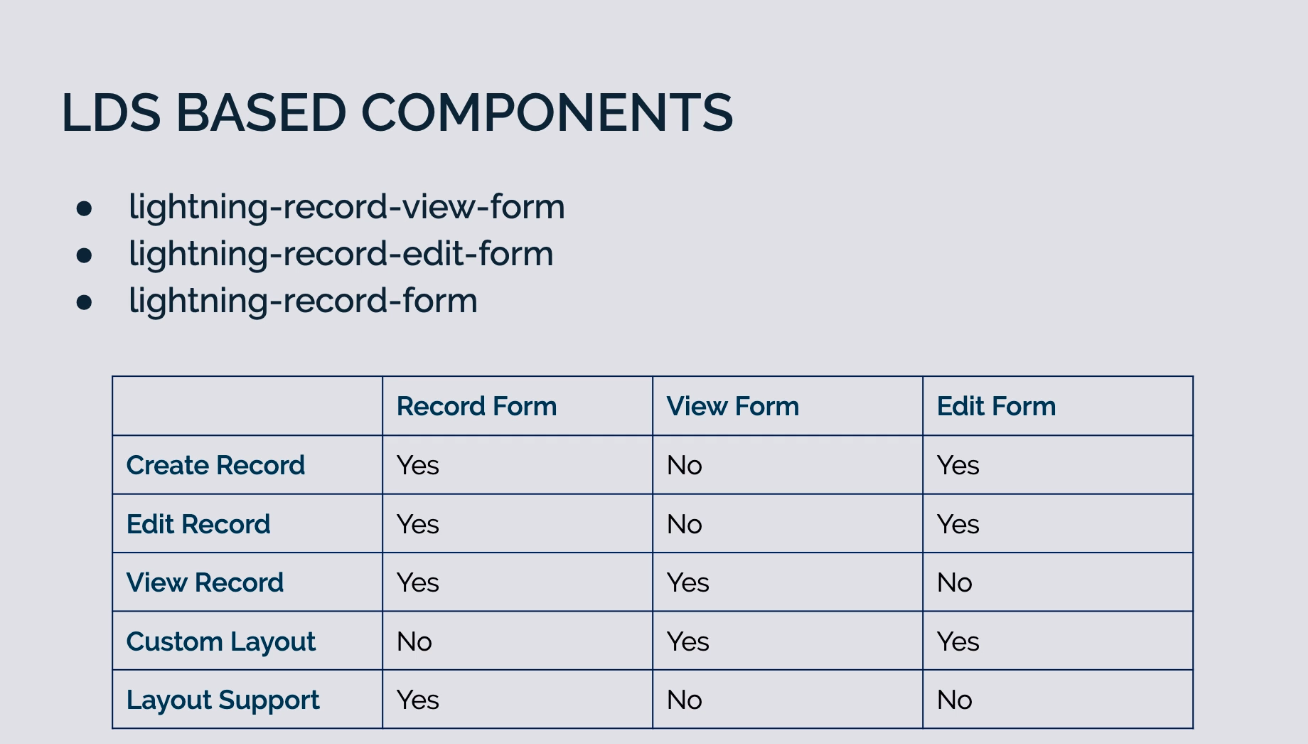 LDS BASED COMPONENTS
● lightning-record-view-form
● lightning-record-edit-form
● lightning-record-form
Record Form View Form Edit Form
Create Record Yes No Yes
Edit Record Yes No Yes
View Record Yes Yes No
Custom Layout No Yes Yes
Layout Support Yes No No